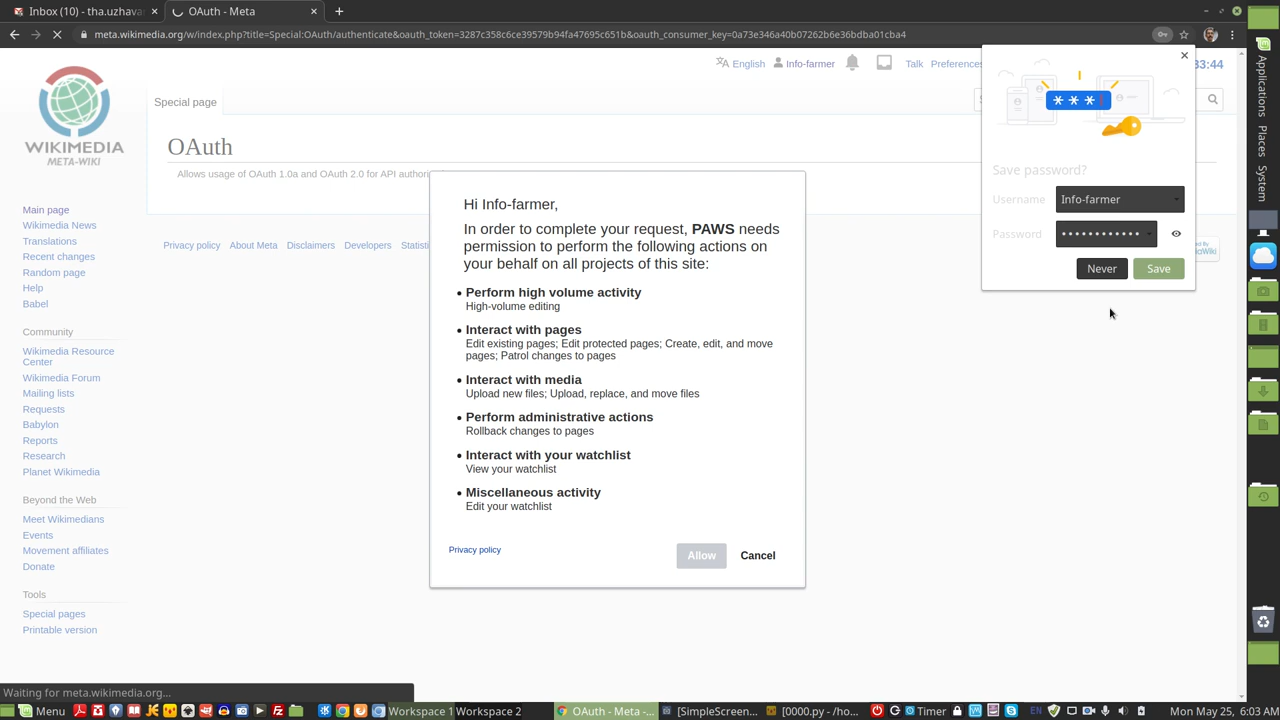 Inbox (10) - tha.uzhava
OAuth - Meta
meta.wikimedia.org/w/index.php?title=Special:OAuth/authenticate&oauth_token=3287c358c6ce39579b94fa47695c651b&oauth_consumer_key=0a73e346a40b07262b6e36bdba01cba4
English
Info-farmer
Talk
Preferences
33:44
WIKIMEDIA
META-WIKI
Special page
OAuth
Allows usage of OAuth 1.0a and OAuth 2.0 for API
Privacy policy
About Meta
Disclaimers
Developers
Main page
Wikimedia News
Translations
Recent changes
Random page
Help
Babel
Community
Wikimedia Resource
Center
Wikimedia Forum
Mailing lists
Requests
Babylon
Reports
Research
Planet Wikimedia
Beyond the Web
Meet Wikimedians
Events
Movement affiliates
Donate
Tools
Special pages
Printable version
Hi Info-farmer,
In order to complete your request, PAWS needs
permission to perform the following actions on
your behalf on all projects of this site:
• Perform high volume activity
High-volume editing
• Interact with pages
Edit existing pages; Edit protected pages; Create, edit, and move
pages; Patrol changes to pages
• Interact with media
Upload new files; Upload, replace, and move files
• Perform administrative actions
Rollback changes to pages
• Interact with your watchlist
View your watchlist
• Miscellaneous activity
Edit your watchlist
Privacy policy
Allow
Cancel
Save password?
Username
Info-farmer
Password
••••••••••••
Never
Save
Applications
Places
System
Waiting for meta.wikimedia.org...
Menu
Workspace 1
Workspace 2
OAuth - Meta -...
[SimpleScreen...
[0000.py - /ho...
Timer
EN
Mon May 25, 6:03 AM